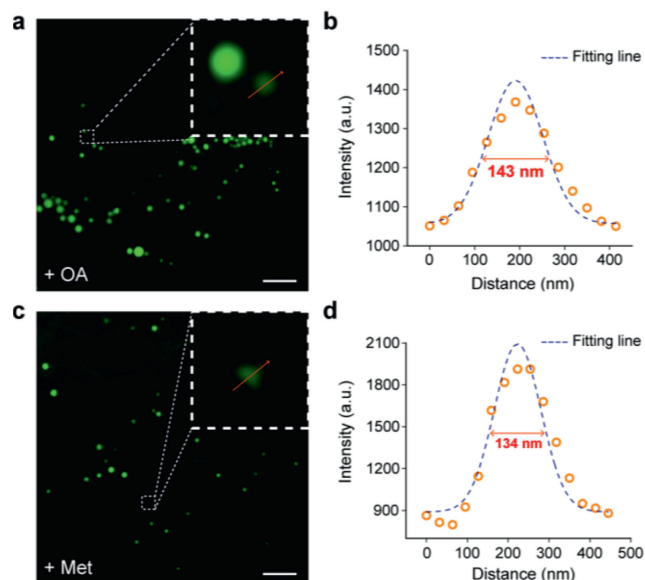 a
+ OA
b
1500
1400
1300
1200
1100
1000
Intensity (a.u.)
Fitting line
143 nm
0 100 200 300 400
Distance (nm)
c
+ Met
d
2100
1800
1500
1200
900
Intensity (a.u.)
Fitting line
134 nm
0 100 200 300 400 500
Distance (nm)